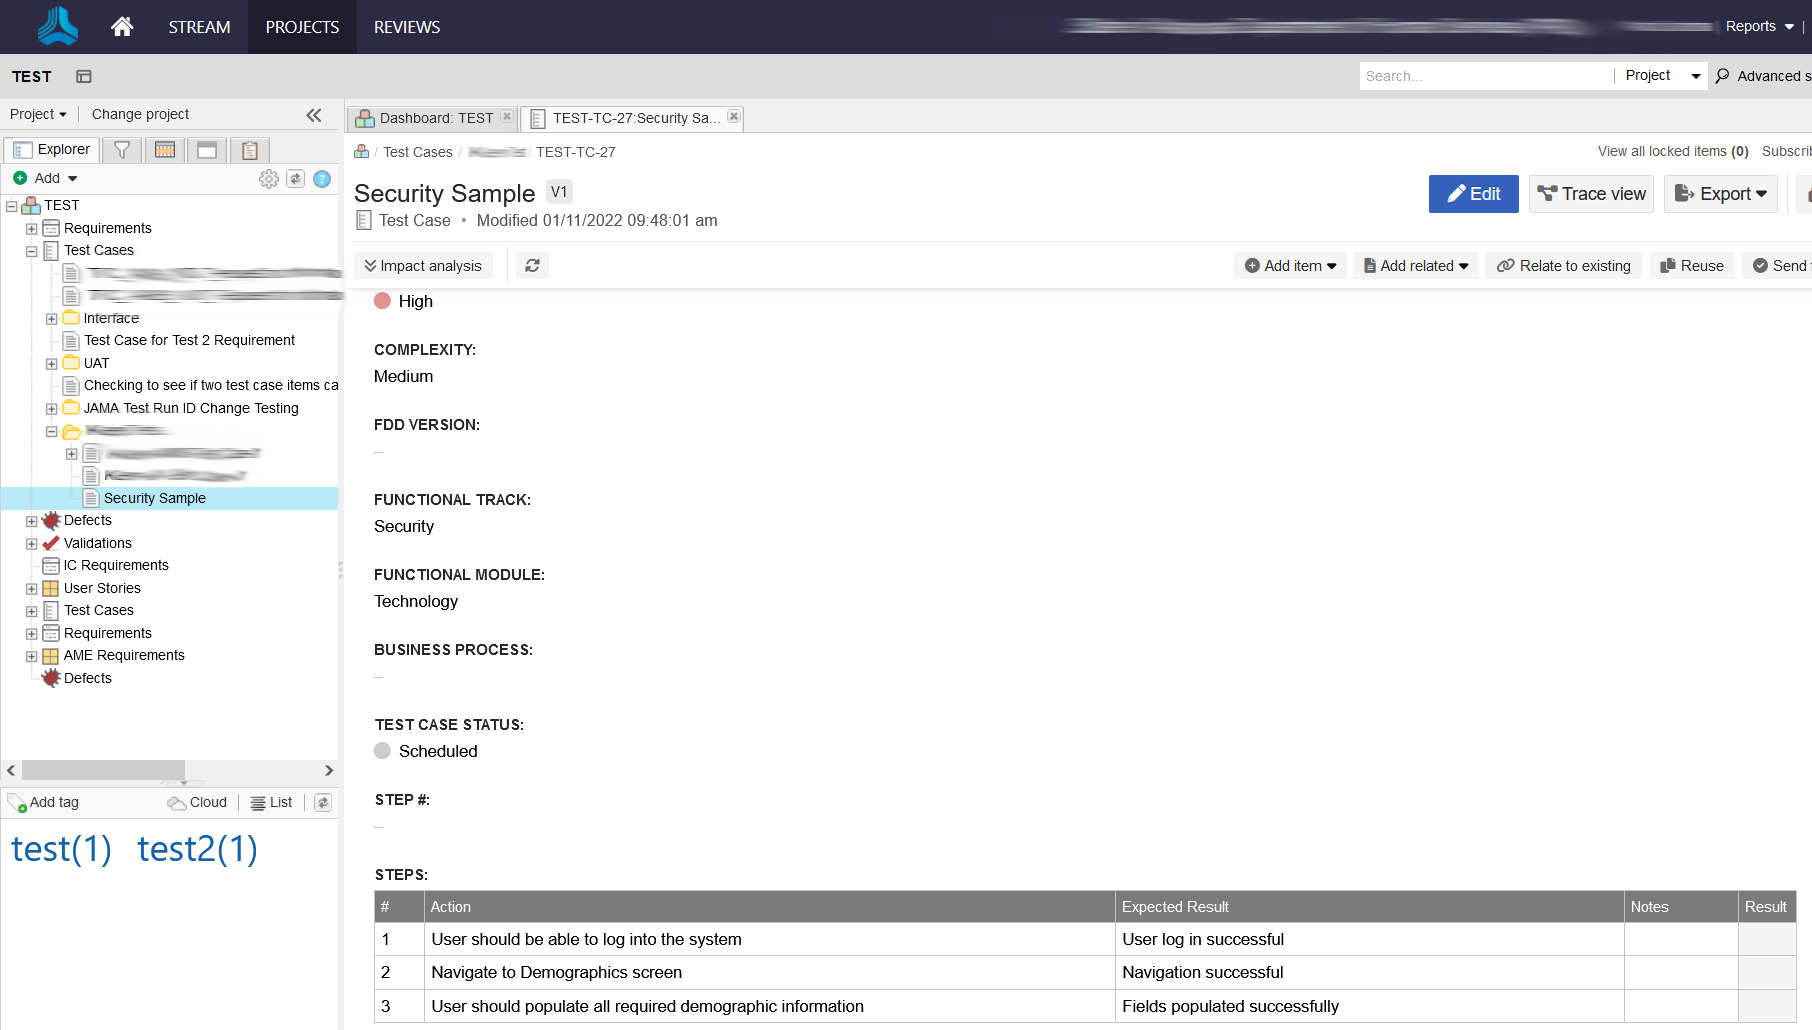 STREAM PROJECTS REVIEWS Reports
TEST
Search... Project Advanced s
Project Change project
Dashboard: TEST TEST-TC-27:Security Sa...
Explorer
Test Cases / / TEST-TC-27
View all locked items (0) Subscrib
Add
Security Sample V1
Edit Trace view Export
Test Case • Modified 01/11/2022 09:48:01 am
TEST
Requirements
Test Cases
Interface
Test Case for Test 2 Requirement
UAT
Checking to see if two test case items ca
JAMA Test Run ID Change Testing
Security Sample
Defects
Validations
IC Requirements
User Stories
Test Cases
Requirements
AME Requirements
Defects
Add tag Cloud List
test(1) test2(1)
Impact analysis
Add item Add related Relate to existing Reuse Send
High
COMPLEXITY:
Medium
FDD VERSION:
–
FUNCTIONAL TRACK:
Security
FUNCTIONAL MODULE:
Technology
BUSINESS PROCESS:
–
TEST CASE STATUS:
Scheduled
STEP #:
–
STEPS:
# Action Expected Result Notes Result
1 User should be able to log into the system User log in successful
2 Navigate to Demographics screen Navigation successful
3 User should populate all required demographic information Fields populated successfully